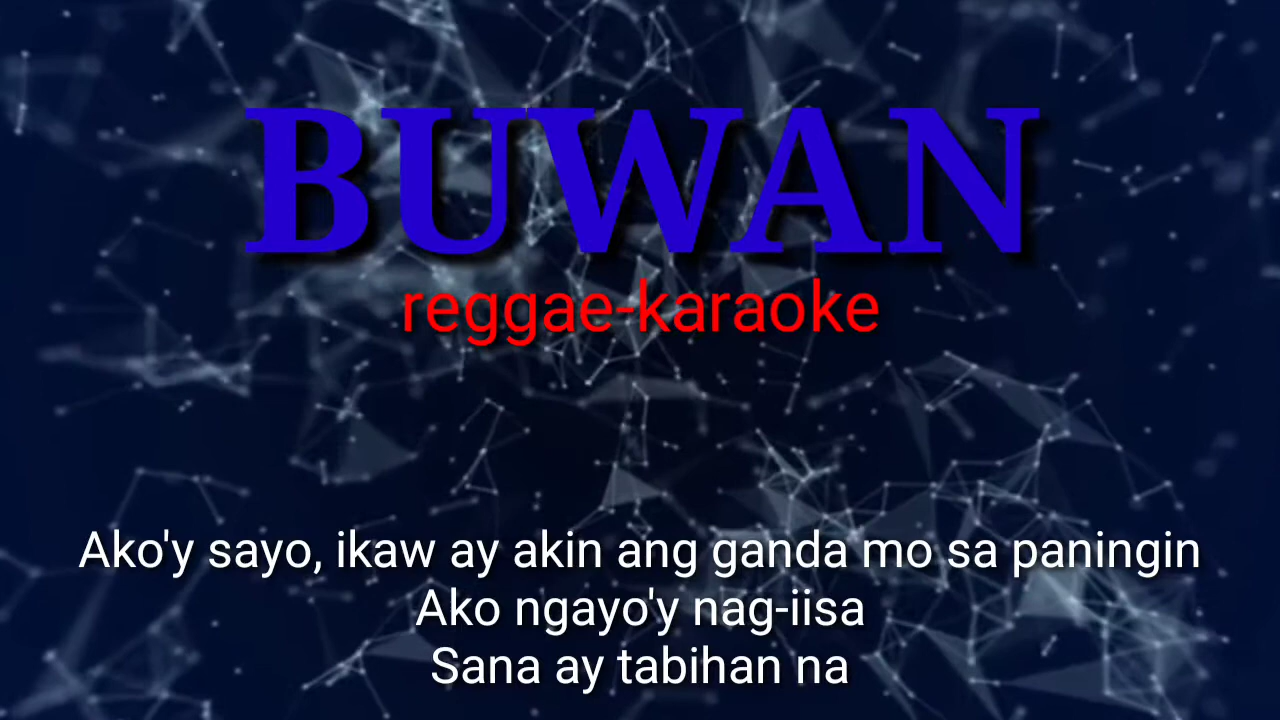 BUWAN
reggae-karaoke
Ako'y sayo, ikaw ay akin ang ganda mo sa paningin
Ako ngayo'y nag-iisa
Sana ay tabihan na